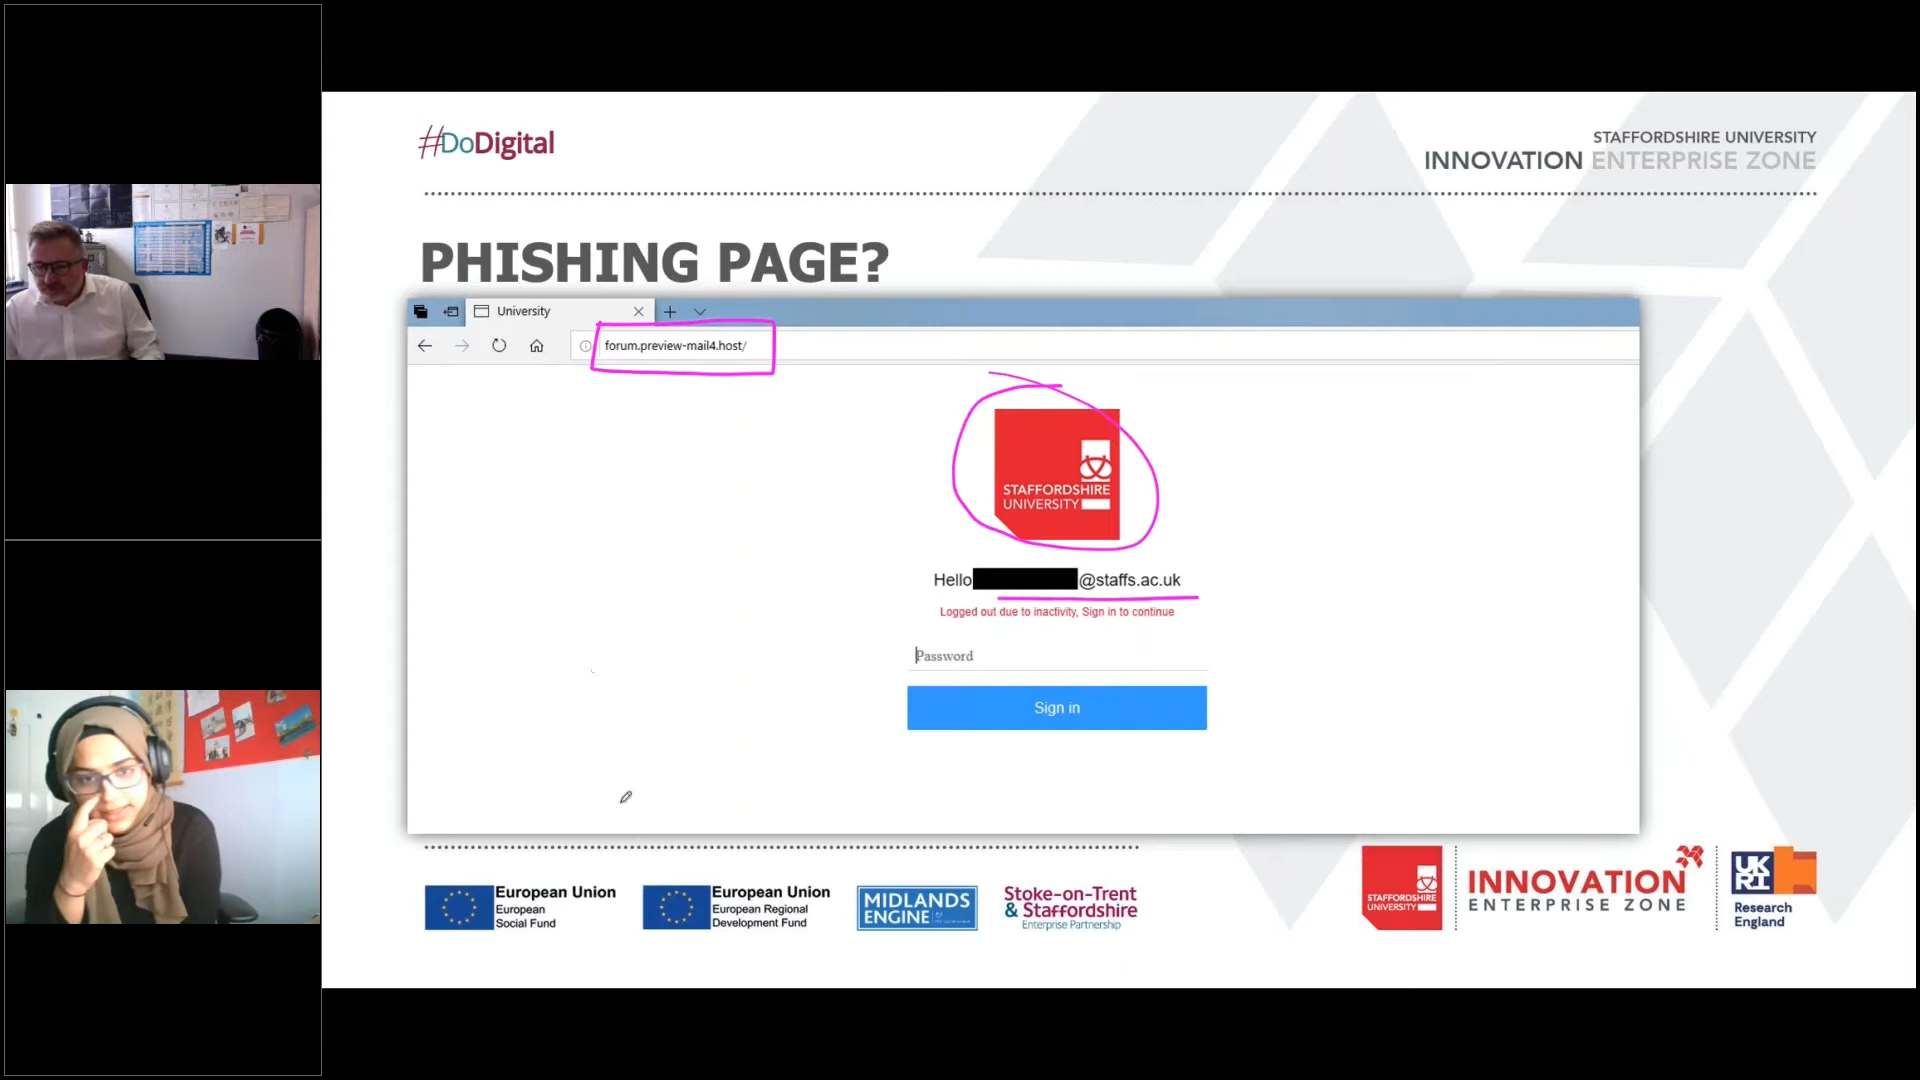 #DoDigital
STAFFORDSHIRE UNIVERSITY
INNOVATION ENTERPRISE ZONE
PHISHING PAGE?
University
forum.preview-mail4.host/
STAFFORDSHIRE
UNIVERSITY
Hello @staffs.ac.uk
Logged out due to inactivity, Sign in to continue
Password
Sign in
European Union
European
Social Fund
European Union
European Regional
Development Fund
MIDLANDS
ENGINE
Stoke-on-Trent
& Staffordshire
Enterprise Partnership
STAFFORDSHIRE
UNIVERSITY
INNOVATION
ENTERPRISE ZONE
UK
RI
Research
England